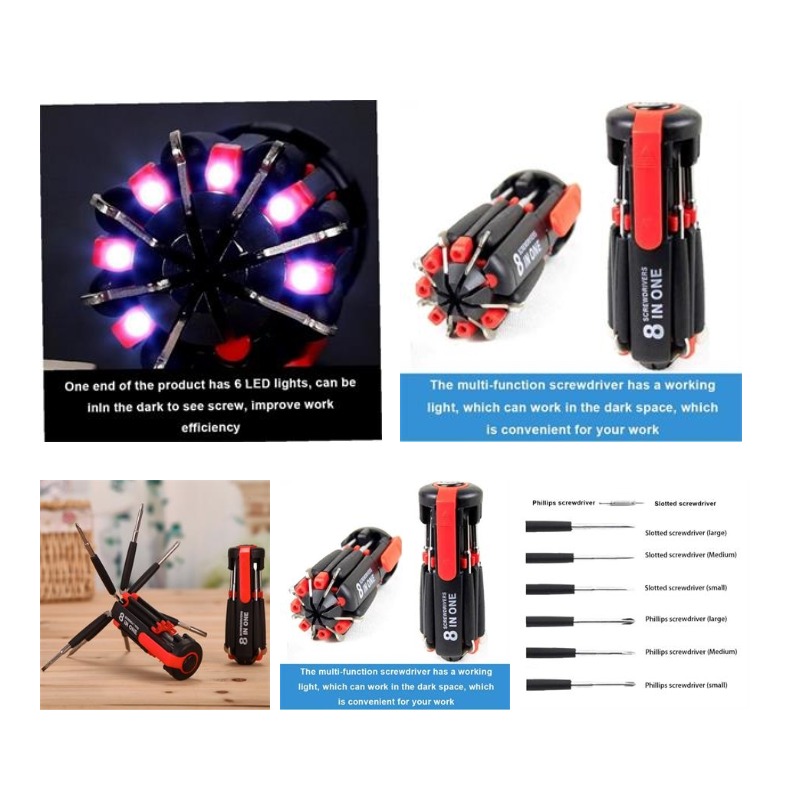 One end of the product has 6 LED lights, can be
inIn the dark to see screw, improve work
efficiency
8 IN ONE
SCREWDRIVERS
8 IN ONE
The multi-function screwdriver has a working
light, which can work in the dark space, which
is convenient for your work
8 IN ONE
8 IN ONE
8 IN ONE
SCREWDRIVERS
8 IN ONE
The multi-function screwdriver has a working
light, which can work in the dark space, which
is convenient for your work
Phillips screwdriver
Slotted screwdriver
Slotted screwdriver (large)
Slotted screwdriver (Medium)
Slotted screwdriver (small)
Phillips screwdriver (large)
Phillips screwdriver (Medium)
Phillips screwdriver (small)